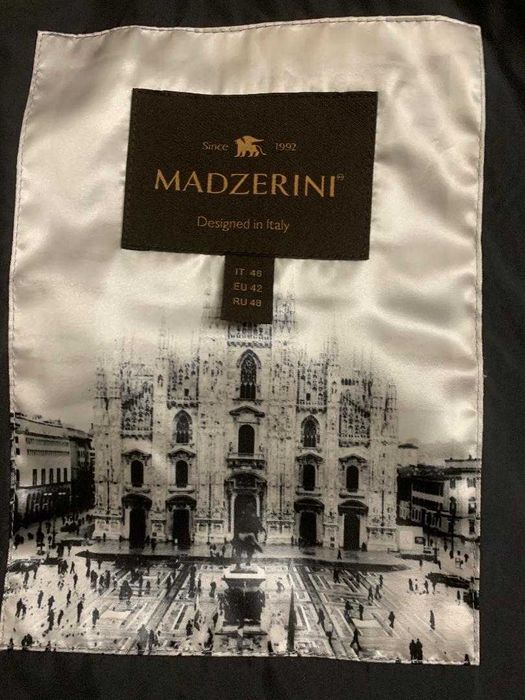 Since 1992
MADZERINI®
Designed in Italy
IT 46
EU 42
RU 48